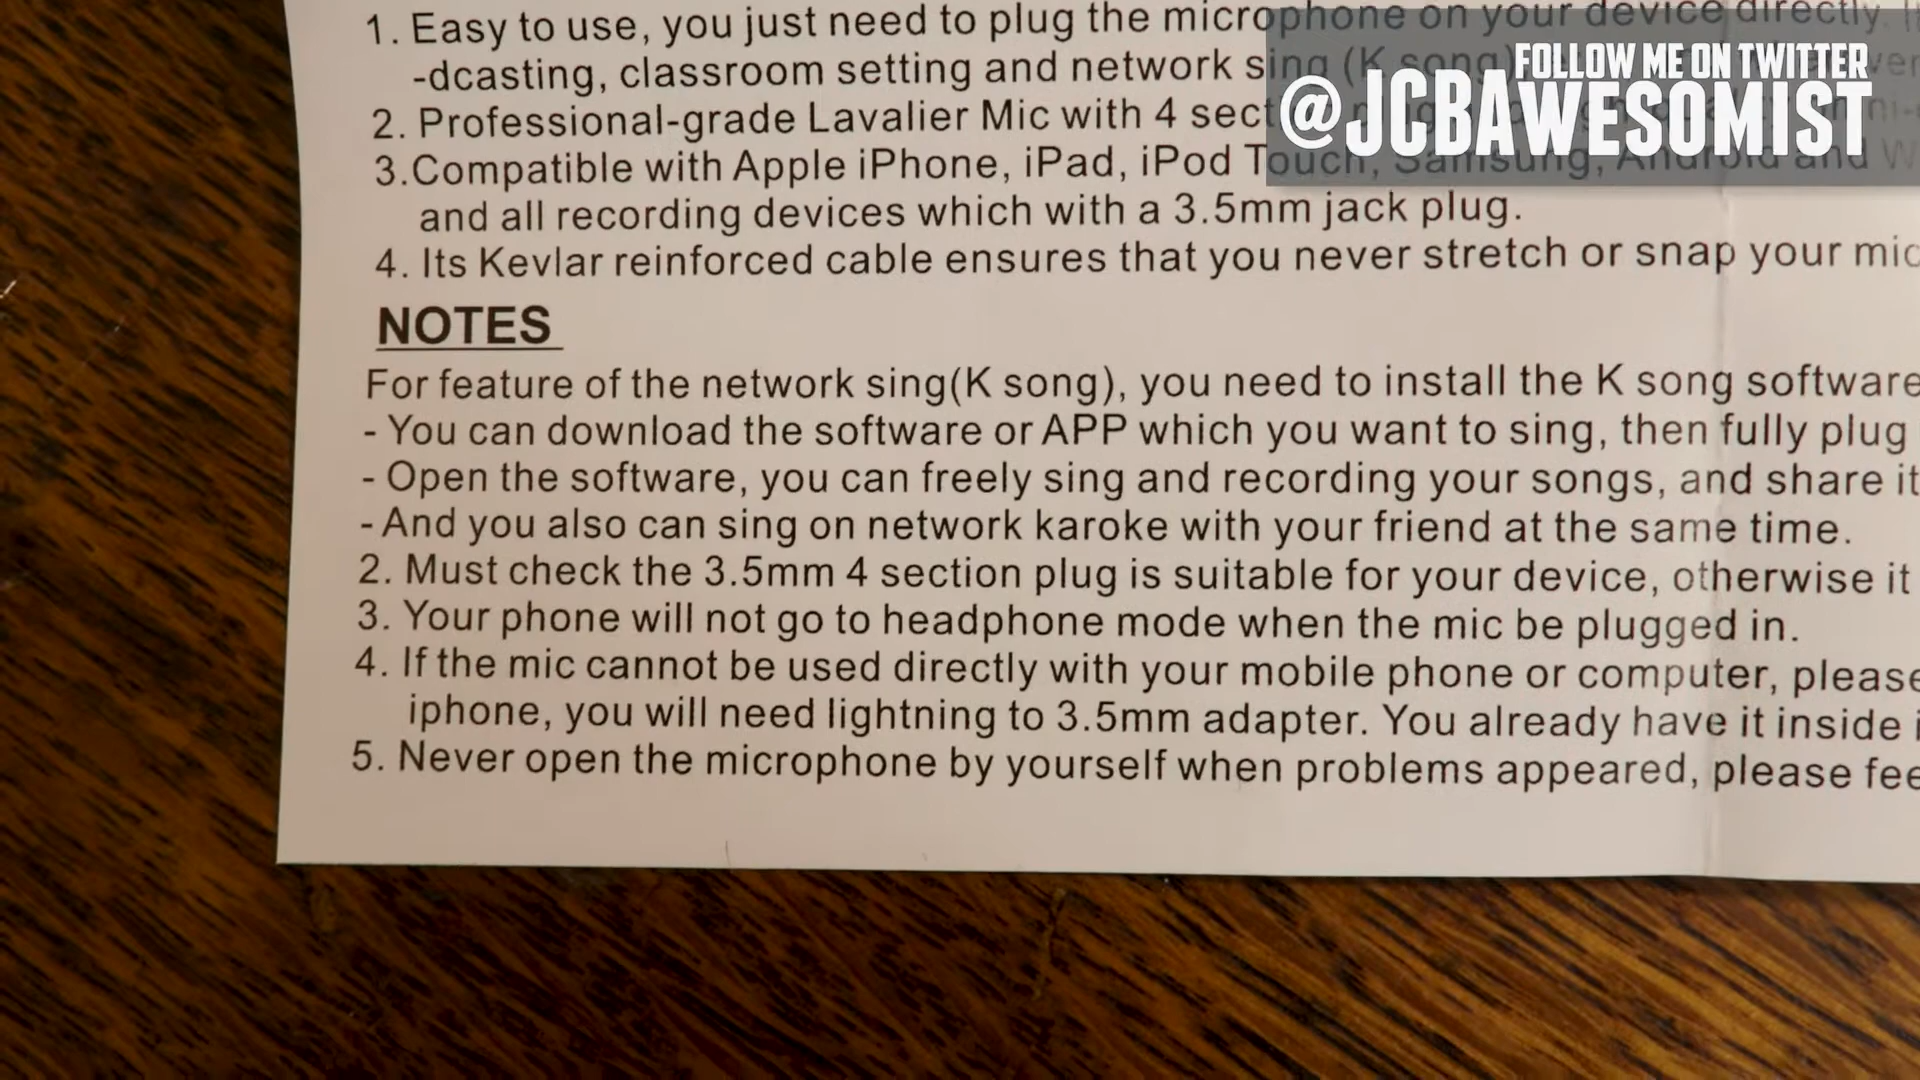 1. Easy to use, you just need to plug the microphone on your device directly.
-dcasting, classroom setting and network sing (K song)
2. Professional-grade Lavalier Mic with 4
3.Compatible with Apple iPhone, iPad, iPod Touch, Samsung, Android and
and all recording devices which with a 3.5mm jack plug.
4. Its Kevlar reinforced cable ensures that you never stretch or snap your
FOLLOW ME ON TWITTER
@JCBAWESOMIST
NOTES
For feature of the network sing(K song), you need to install the K song software
- You can download the software or APP which you want to sing, then fully plug
- Open the software, you can freely sing and recording your songs, and share it
- And you also can sing on network karoke with your friend at the same time.
2. Must check the 3.5mm 4 section plug is suitable for your device, otherwise it
3. Your phone will not go to headphone mode when the mic be plugged in.
4. If the mic cannot be used directly with your mobile phone or computer, please
iphone, you will need lightning to 3.5mm adapter. You already have it inside
5. Never open the microphone by yourself when problems appeared, please